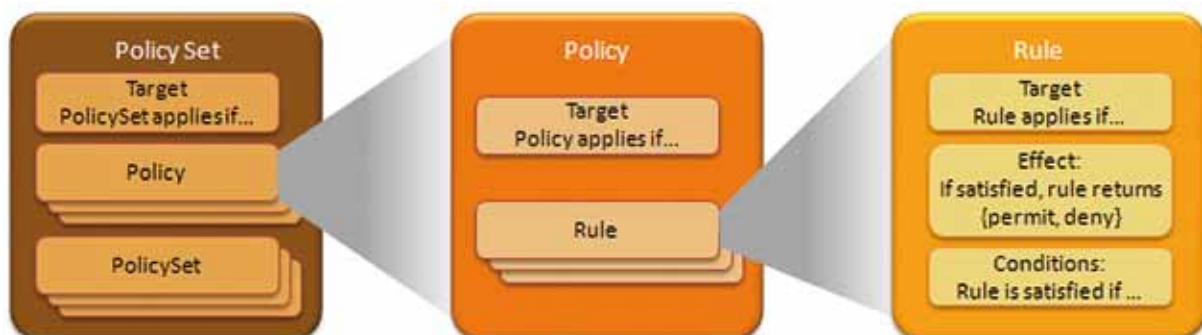 Policy Set
Target
PolicySet applies if...
Policy
PolicySet
Policy
Target
Policy applies if...
Rule
Rule
Target
Rule applies if...
Effect:
If satisfied, rule returns
{permit, deny}
Conditions:
Rule is satisfied if ...